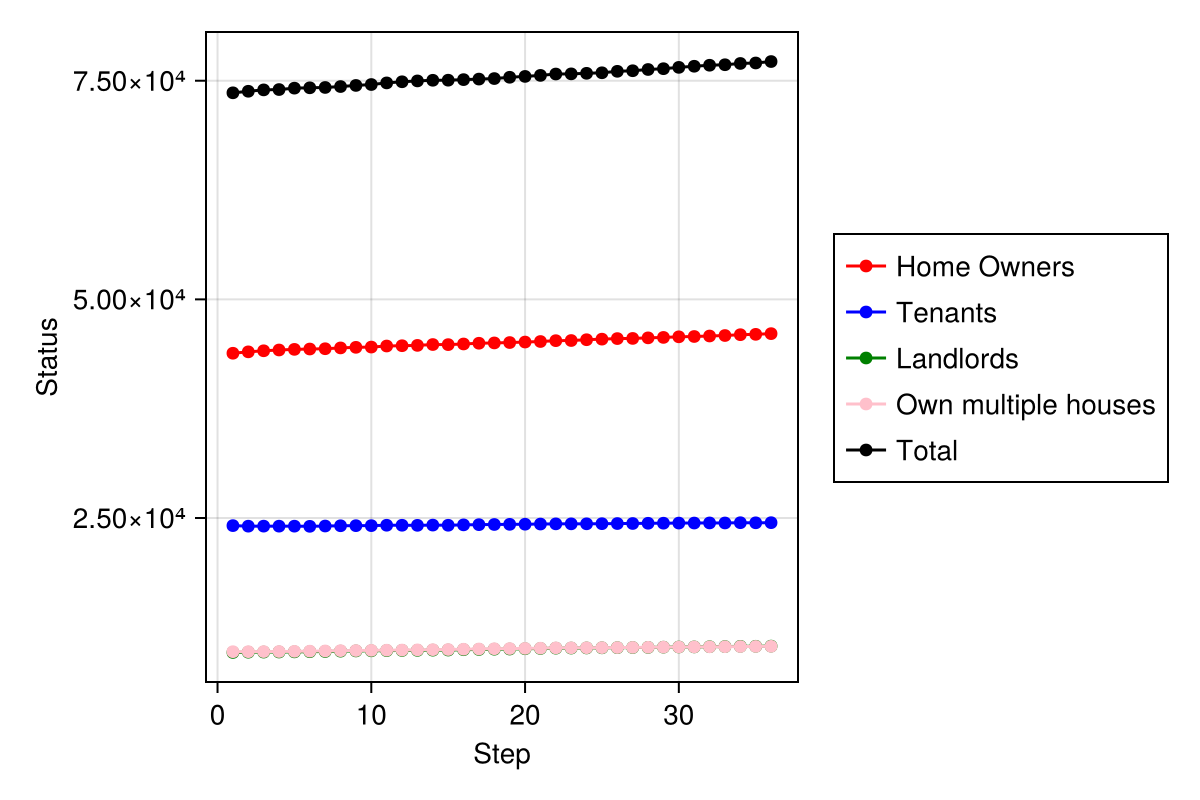 7.50×10⁴
5.00×10⁴
2.50×10⁴
Status
0 10 20 30
Step
Home Owners
Tenants
Landlords
Own multiple houses
Total